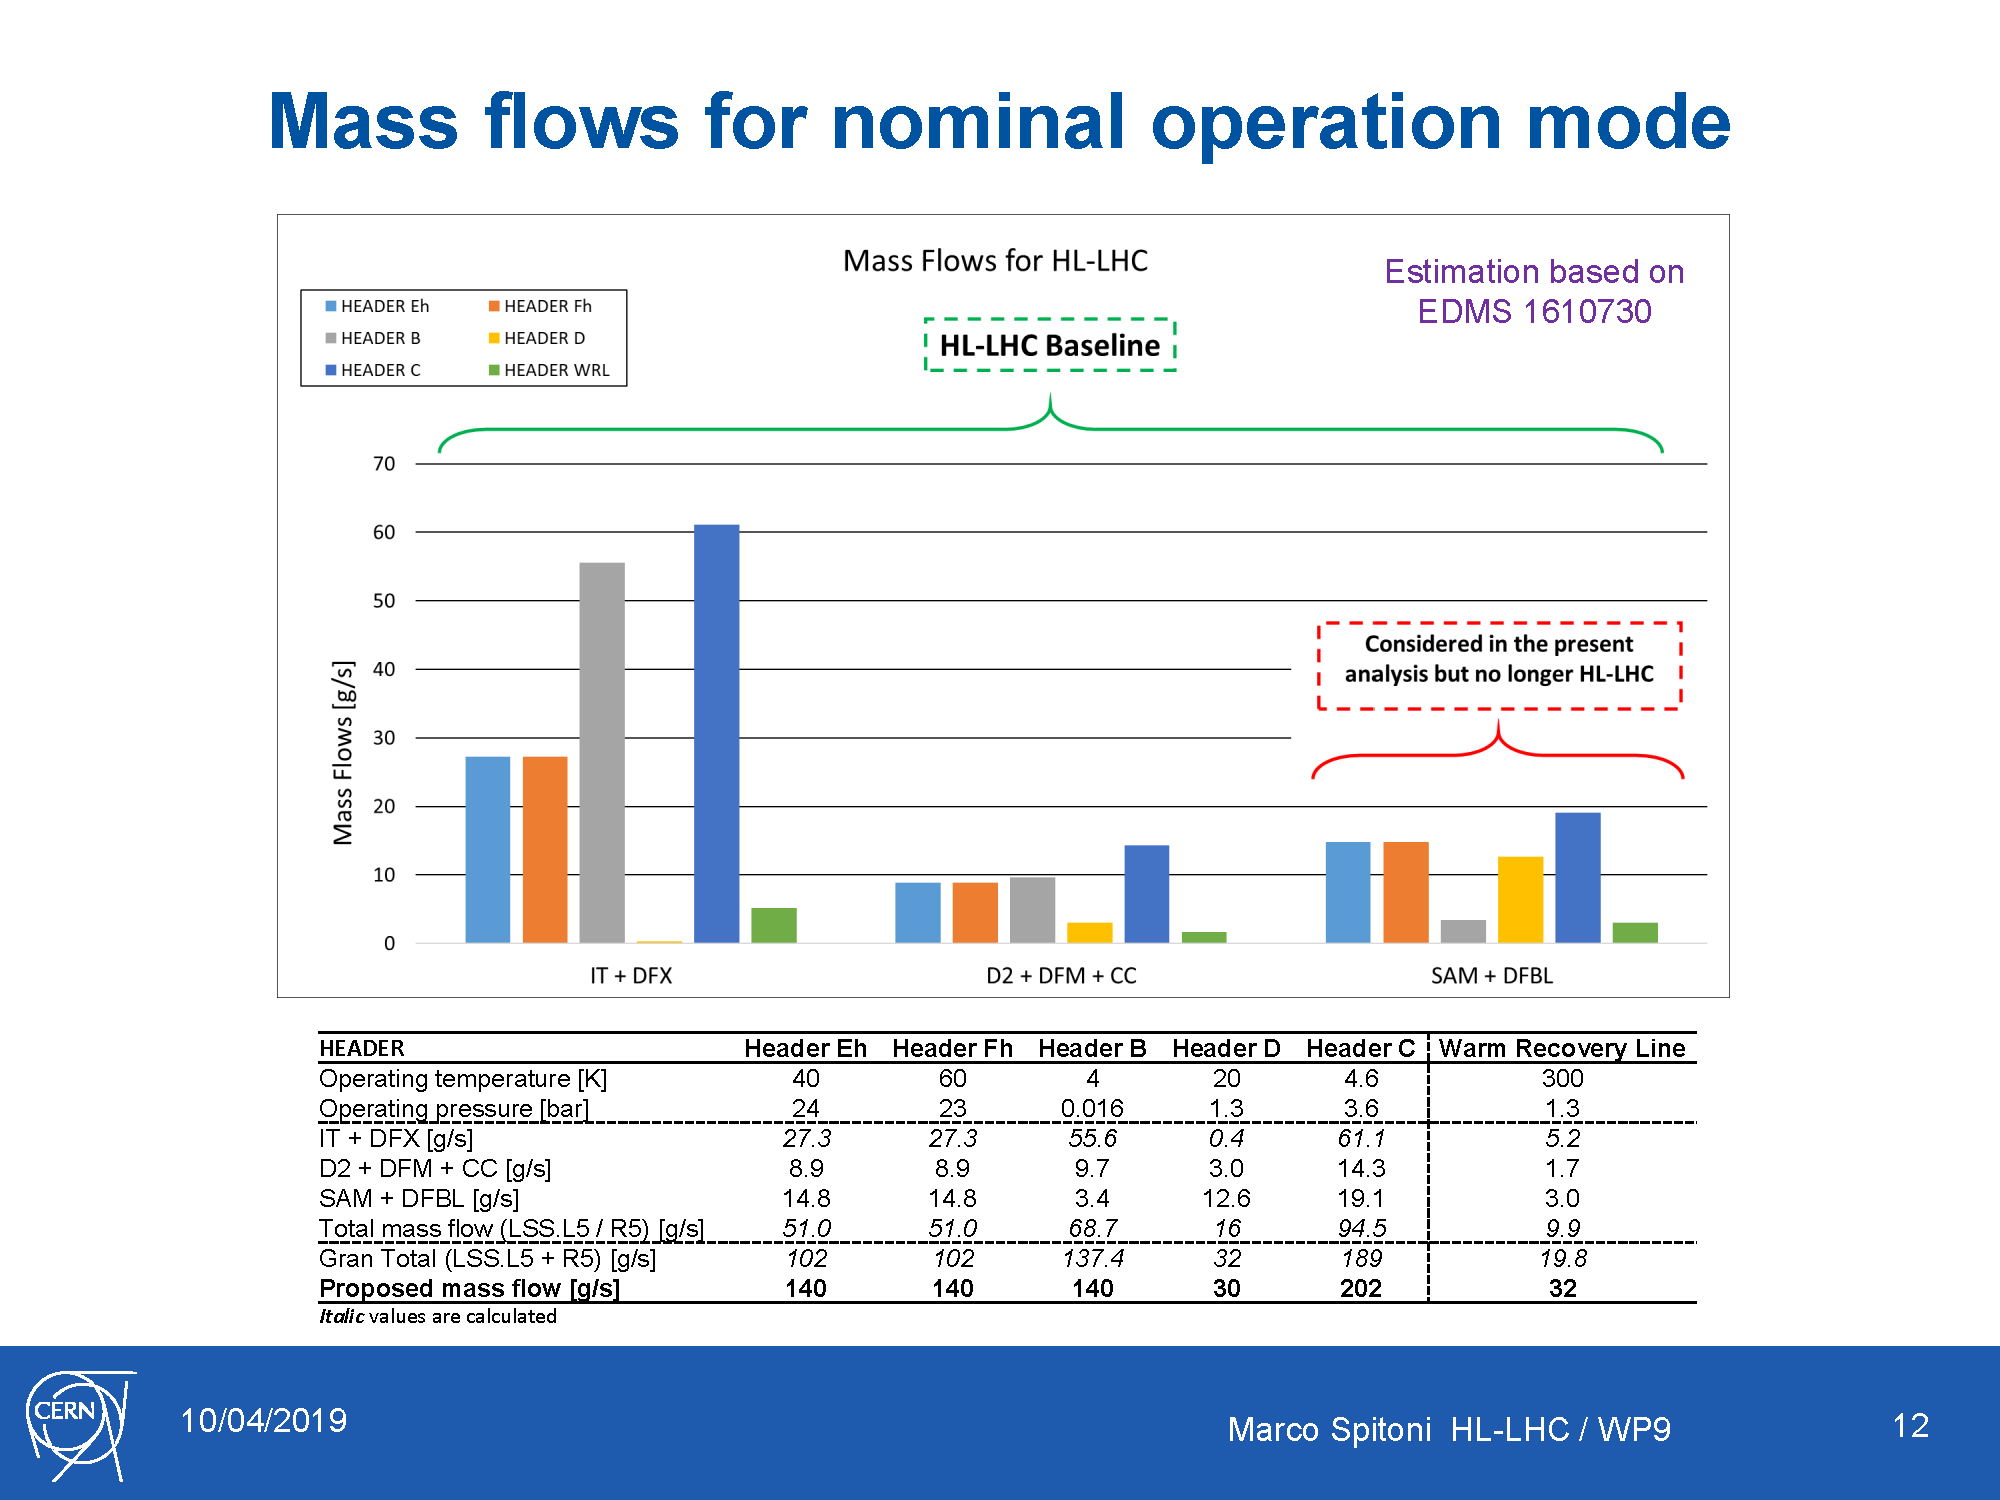 Mass flows for nominal operation mode
Mass Flows for HL-LHC
Estimation based on
EDMS 1610730
HEADER Eh HEADER Fh
HEADER B HEADER D
HEADER C HEADER WRL
HL-LHC Baseline
70
60
50
40
30
20
10
0
Mass Flows [g/s]
Considered in the present
analysis but no longer HL-LHC
IT + DFX D2 + DFM + CC SAM + DFBL
HEADER Header Eh Header Fh Header B Header D Header C Warm Recovery Line
Operating temperature [K] 40 60 4 20 4.6 300
Operating pressure [bar] 24 23 0.016 1.3 3.6 1.3
IT + DFX [g/s] 27.3 27.3 55.6 0.4 61.1 5.2
D2 + DFM + CC [g/s] 8.9 8.9 9.7 3.0 14.3 1.7
SAM + DFBL [g/s] 14.8 14.8 3.4 12.6 19.1 3.0
Total mass flow (LSS.L5 / R5) [g/s] 51.0 51.0 68.7 16 94.5 9.9
Gran Total (LSS.L5 + R5) [g/s] 102 102 137.4 32 189 19.8
Proposed mass flow [g/s] 140 140 140 30 202 32
Italic values are calculated
CERN
10/04/2019
Marco Spitoni HL-LHC / WP9
12